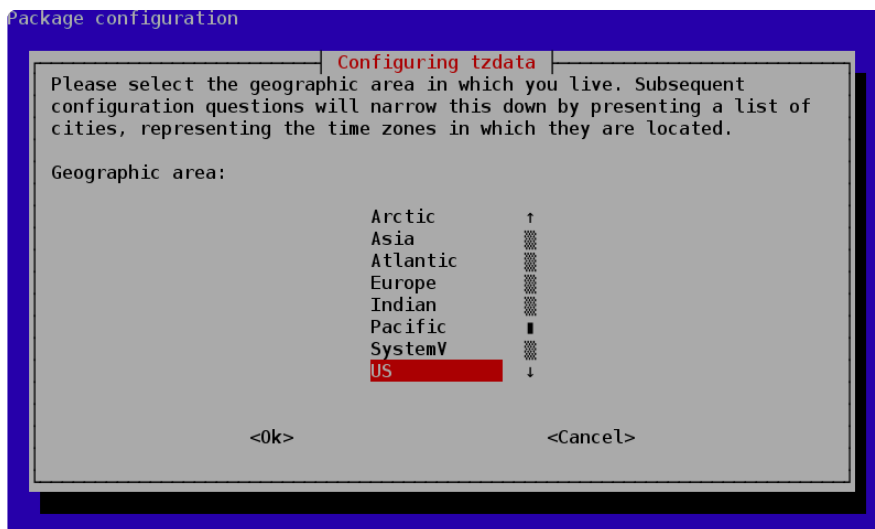 Package configuration
Configuring tzdata
Please select the geographic area in which you live. Subsequent
configuration questions will narrow this down by presenting a list of
cities, representing the time zones in which they are located.
Geographic area:
Arctic
Asia
Atlantic
Europe
Indian
Pacific
SystemV
US
<Ok> <Cancel>